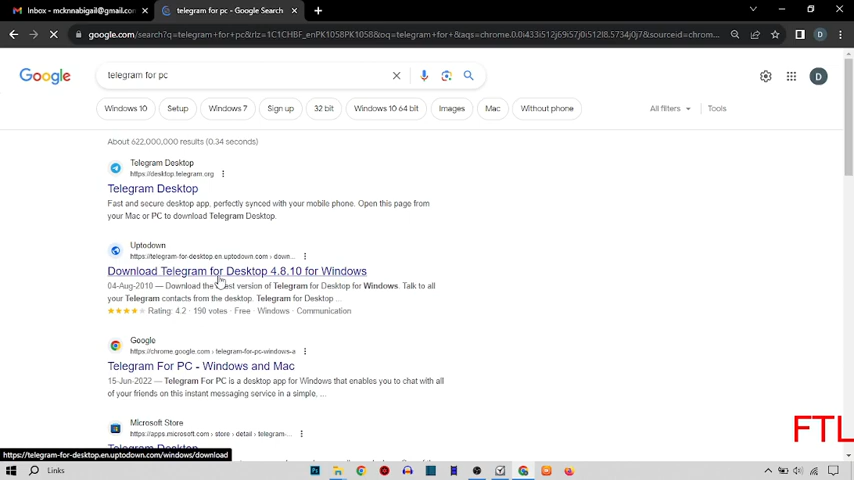 Inbox - mcknnabigail@gmail.com
telegram for pc - Google Search
google.com/search?q=telegram+for+pc&rlz=1C1CHBF_enPK1058PK1058&oq=telegram+for+&aqs=chrome.0.0i433i512j69i57j0i512l8.5734j0j7&sourceid=chrom...
D
Google
telegram for pc
D
Windows 10
Setup
Windows 7
Sign up
32 bit
Windows 10 64 bit
Images
Mac
Without phone
All filters
Tools
About 622,000,000 results (0.34 seconds)
Telegram Desktop
https://desktop.telegram.org
Telegram Desktop
Fast and secure desktop app, perfectly synced with your mobile phone. Open this page from
your Mac or PC to download Telegram Desktop.
Uptodown
https://telegram-for-desktop.en.uptodown.com › down...
Download Telegram for Desktop 4.8.10 for Windows
04-Aug-2010 — Download the version of Telegram for Desktop for Windows. Talk to all
your Telegram contacts from the desktop. Telegram for Desktop ...
Rating: 4.2 · 190 votes · Free · Windows · Communication
Google
https://chrome.google.com › telegram-for-pc-windows-a
Telegram For PC - Windows and Mac
15-Jun-2022 — Telegram For PC is a desktop app for Windows that enables you to chat with all
of your friends on this instant messaging service in a simple, ...
Microsoft Store
https://apps.microsoft.com › store › detail › telegram-...
Telegram Desktop
FTL
https://telegram-for-desktop.en.uptodown.com/windows/download
Links